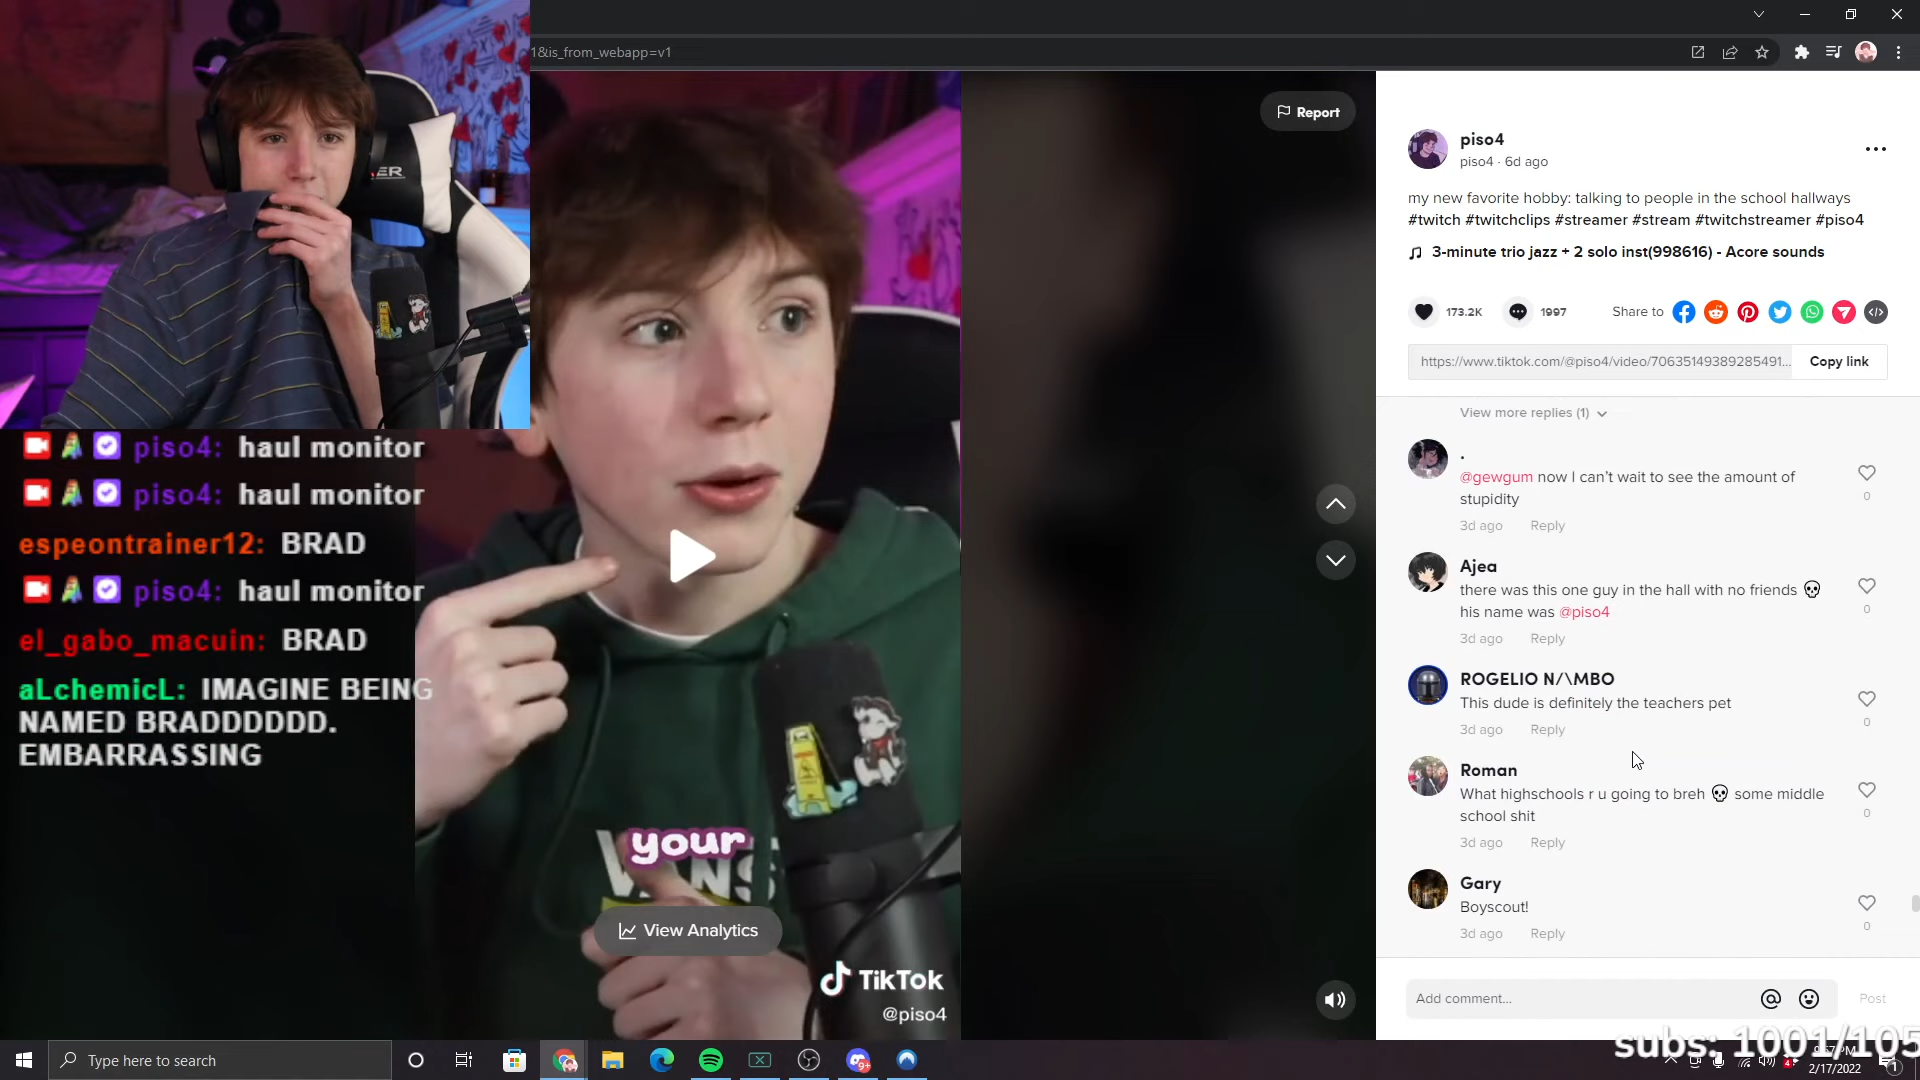 1&is_from_webapp=v1
Report
piso4
piso4 · 6d ago
my new favorite hobby: talking to people in the school hallways
#twitch #twitchclips #streamer #stream #twitchstreamer #piso4
3-minute trio jazz + 2 solo inst(998616) - Acore sounds
173.2K
1997
Share to
https://www.tiktok.com/@piso4/video/70635149389285491...
Copy link
View more replies (1)
.
@gewgum now I can't wait to see the amount of
stupidity
0
3d ago Reply
Ajea
there was this one guy in the hall with no friends 💀
his name was @piso4
0
3d ago Reply
ROGELIO N/\MBO
This dude is definitely the teachers pet
0
3d ago Reply
Roman
What highschools r u going to breh 💀 some middle
school shit
0
3d ago Reply
Gary
Boyscout!
0
3d ago Reply
Add comment...
Post
piso4: haul monitor
piso4: haul monitor
espeontrainer12: BRAD
piso4: haul monitor
el_gabo_macuin: BRAD
aLchemicL: IMAGINE BEING
NAMED BRADDDDDD.
EMBARRASSING
your
VANS
View Analytics
TikTok
@piso4
subs: 1001/105
Type here to search
9+
2/17/2022